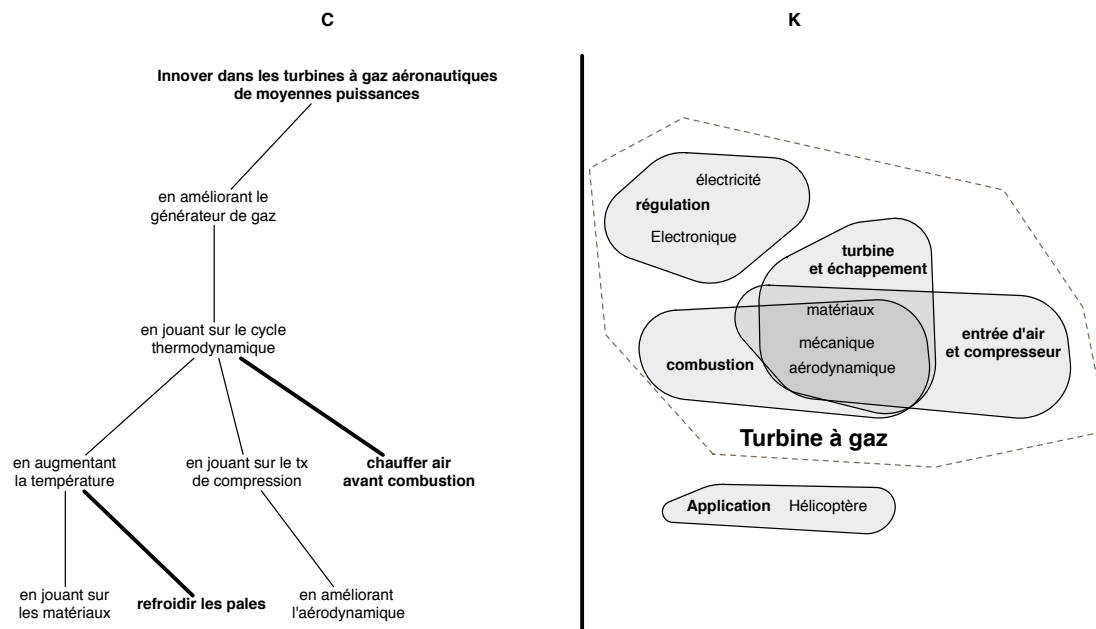 C
K
Innover dans les turbines à gaz aéronautiques
de moyennes puissances
en améliorant le
générateur de gaz
en jouant sur le cycle
thermodynamique
en augmentant
la température
en jouant sur le tx
de compression
chauffer air
avant combustion
en jouant sur
les matériaux
refroidir les pales
en améliorant
l'aérodynamique
électricité
régulation
Electronique
turbine
et échappement
matériaux
mécanique
aérodynamique
combustion
entrée d'air
et compresseur
Turbine à gaz
Application Hélicoptère